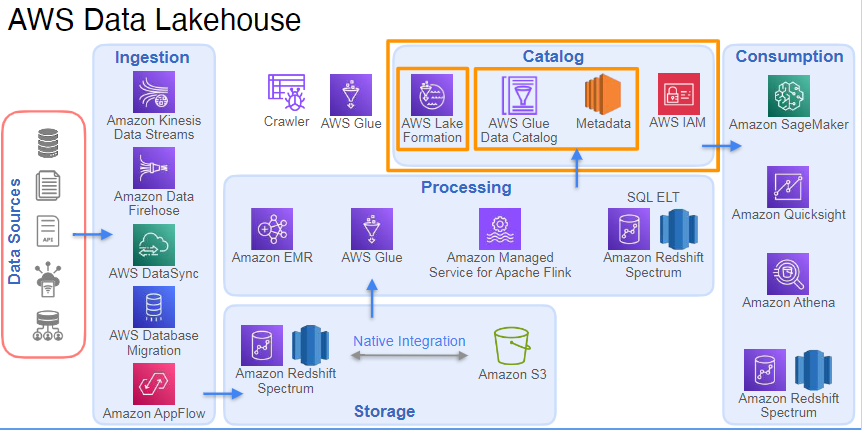 AWS Data Lakehouse
Data Sources
API
Ingestion
Amazon Kinesis
Data Streams
Amazon Data
Firehose
AWS DataSync
AWS Database
Migration
Amazon AppFlow
Crawler
AWS Glue
Catalog
AWS Lake
Formation
AWS Glue
Data Catalog
Metadata
AWS IAM
Processing
Amazon EMR
AWS Glue
Amazon Managed
Service for Apache Flink
SQL ELT
Amazon Redshift
Spectrum
Amazon Redshift
Spectrum
Native Integration
Amazon S3
Storage
Consumption
Amazon SageMaker
Amazon Quicksight
Amazon Athena
Amazon Redshift
Spectrum